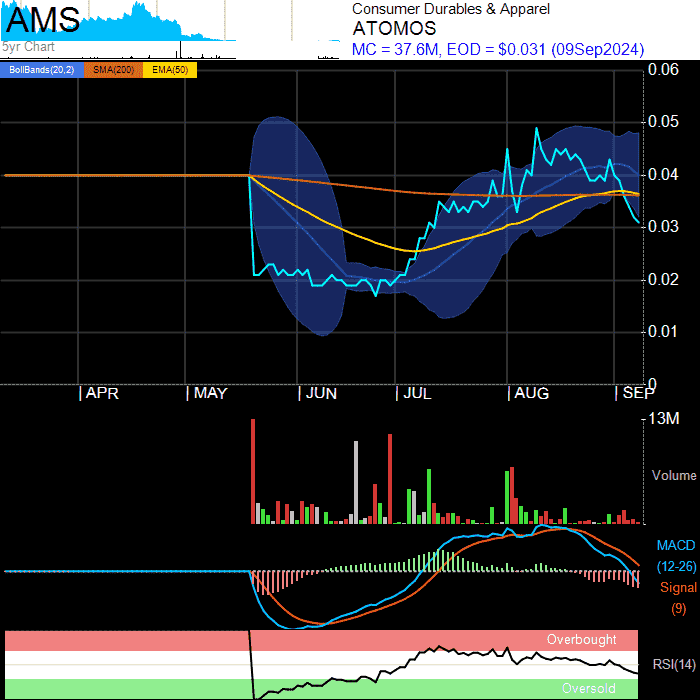 AMS
5yr Chart
Consumer Durables & Apparel
ATOMOS
MC = 37.6M, EOD = $0.031 (09Sep2024)
BollBands(20,2) SMA(200) EMA(50)
0.06
0.05
0.04
0.03
0.02
0.01
0
APR MAY JUN JUL AUG SEP
13M
Volume
MACD
(12-26)
Signal
(9)
Overbought
RSI(14)
Oversold